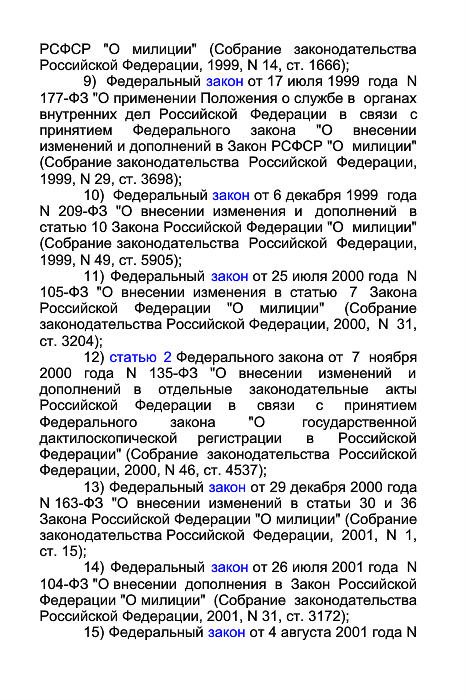 РСФСР "О милиции" (Собрание законодательства
Российской Федерации, 1999, N 14, ст. 1666);
9) Федеральный закон от 17 июля 1999 года N
177-ФЗ "О применении Положения о службе в органах
внутренних дел Российской Федерации в связи с
принятием Федерального закона "О внесении
изменений и дополнений в Закон РСФСР "О милиции"
(Собрание законодательства Российской Федерации,
1999, N 29, ст. 3698);
10) Федеральный закон от 6 декабря 1999 года
N 209-ФЗ "О внесении изменения и дополнений в
статью 10 Закона Российской Федерации "О милиции"
(Собрание законодательства Российской Федерации,
1999, N 49, ст. 5905);
11) Федеральный закон от 25 июля 2000 года N
105-ФЗ "О внесении изменения в статью 7 Закона
Российской Федерации "О милиции" (Собрание
законодательства Российской Федерации, 2000, N 31,
ст. 3204);
12) статью 2 Федерального закона от 7 ноября
2000 года N 135-ФЗ "О внесении изменений и
дополнений в отдельные законодательные акты
Российской Федерации в связи с принятием
Федерального закона "О государственной
дактилоскопической регистрации в Российской
Федерации" (Собрание законодательства Российской
Федерации, 2000, N 46, ст. 4537);
13) Федеральный закон от 29 декабря 2000 года
N 163-ФЗ "О внесении изменений в статьи 30 и 36
Закона Российской Федерации "О милиции" (Собрание
законодательства Российской Федерации, 2001, N 1,
ст. 15);
14) Федеральный закон от 26 июля 2001 года N
104-ФЗ "О внесении дополнения в Закон Российской
Федерации "О милиции" (Собрание законодательства
Российской Федерации, 2001, N 31, ст. 3172);
15) Федеральный закон от 4 августа 2001 года N